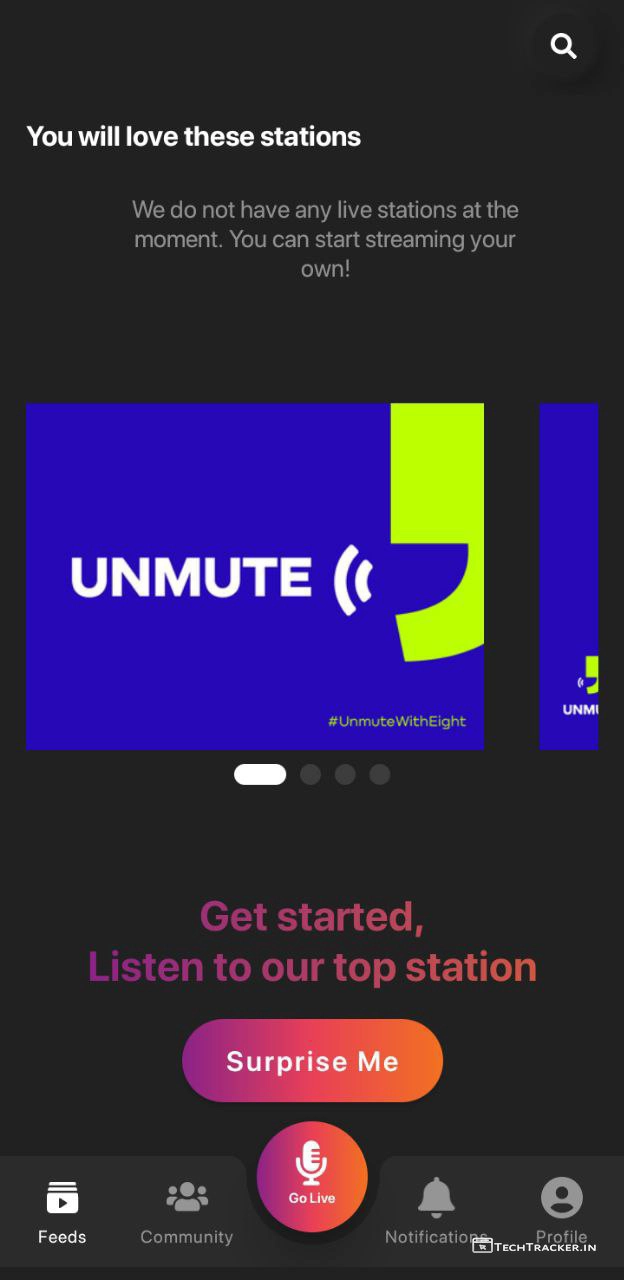 You will love these stations
We do not have any live stations at the
moment. You can start streaming your
own!
UNMUTE
#UnmuteWithEight
UNMU
Get started,
Listen to our top station
Surprise Me
Go Live
Feeds
Community
Notifications
Profile
TECHTRACKER.IN